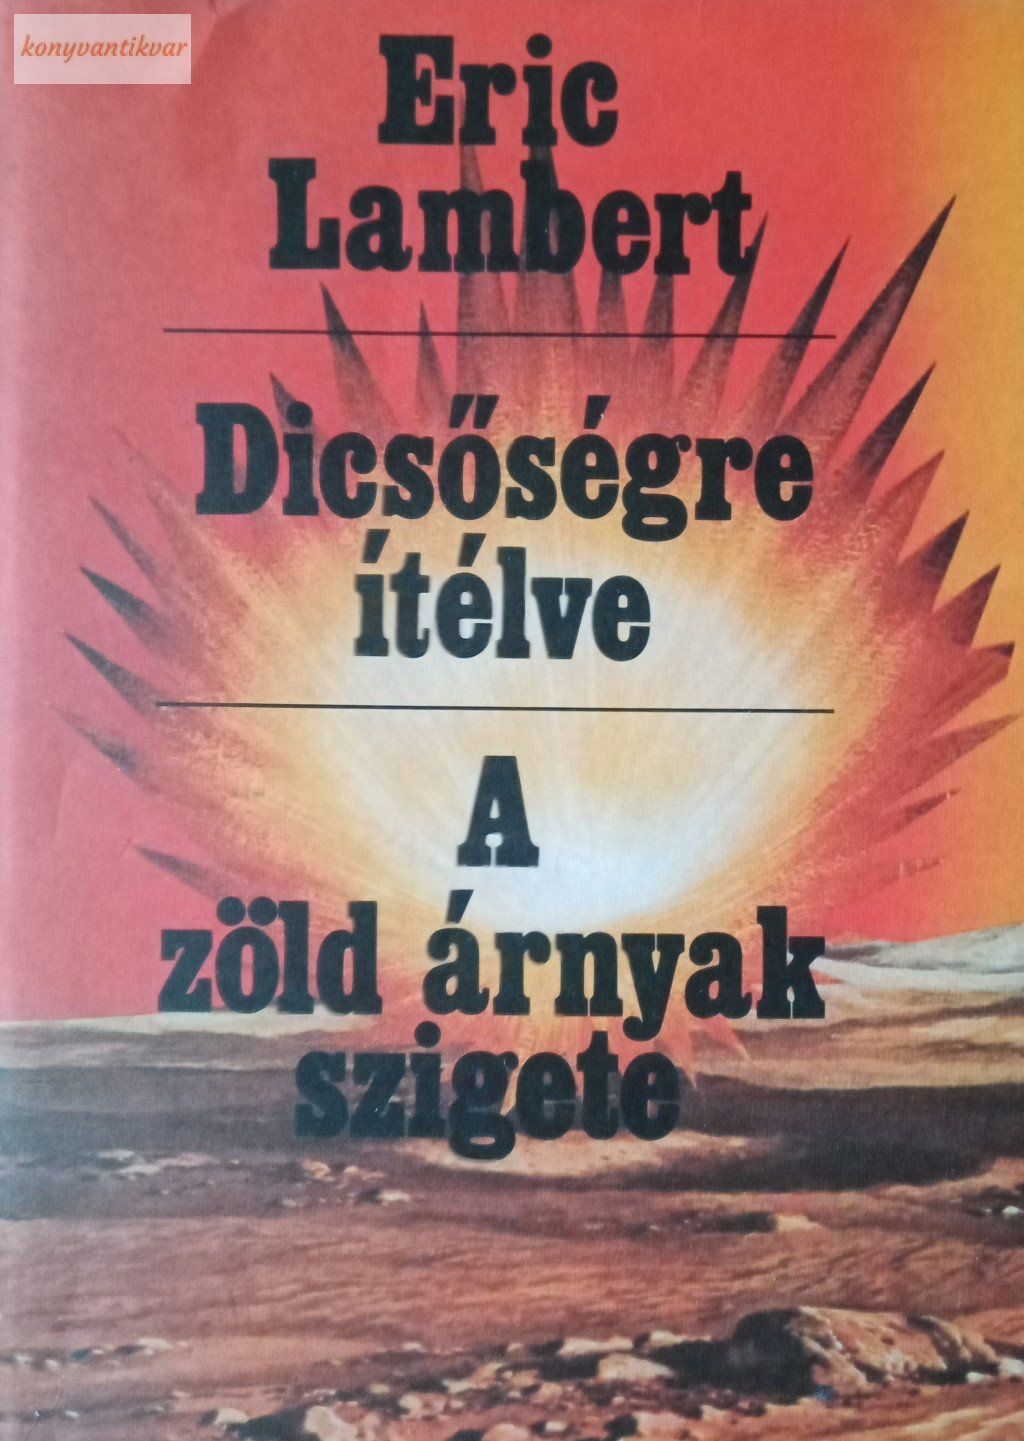 konyvantikvar
Eric
Lambert
Dicsőségre
ítélve
A
zöld árnyak
szigete